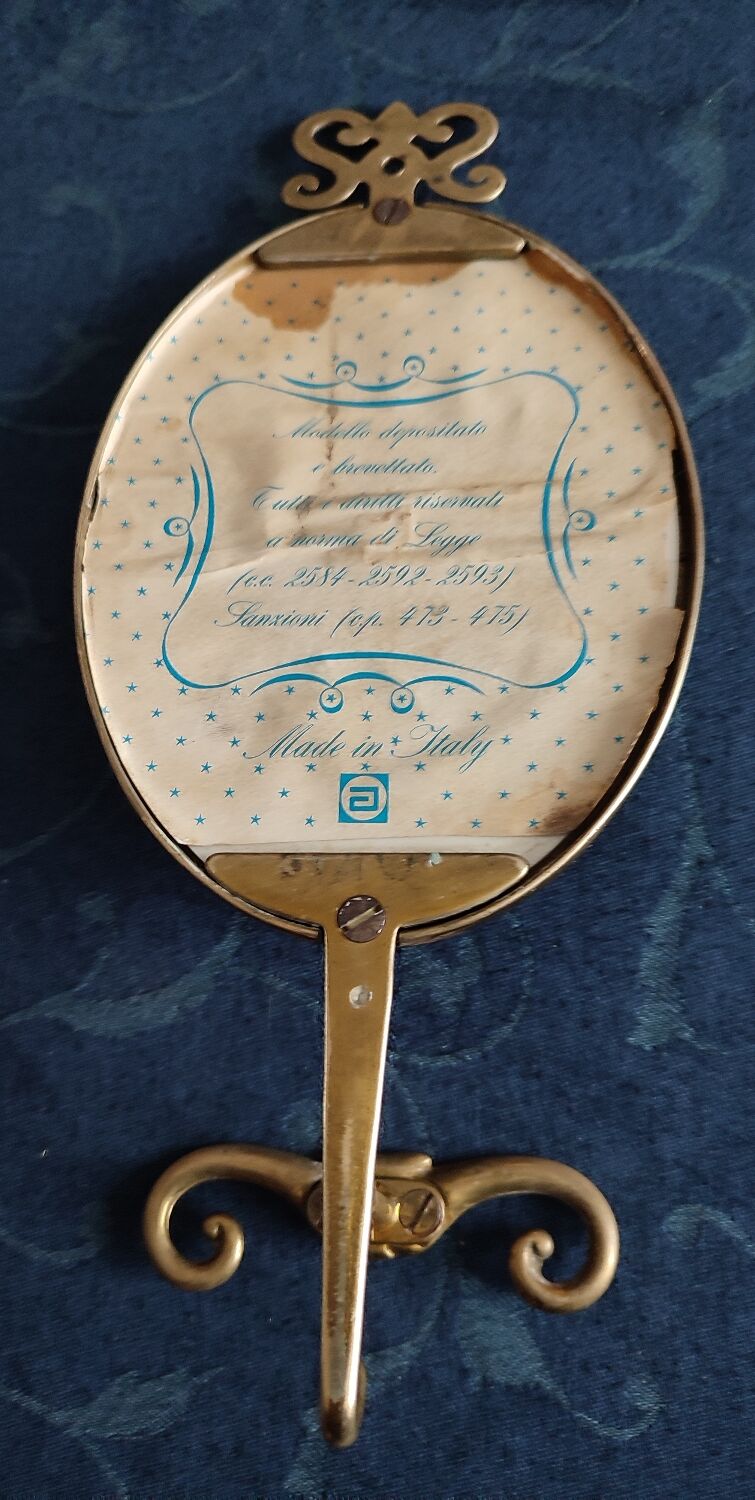 Modello depositato
è brevettato.
Tutti i diritti riservati
a norma di Legge
(c.c. 2584 - 2592 - 2593)
Sanzioni (c.p. 473 - 475)
Made in Italy